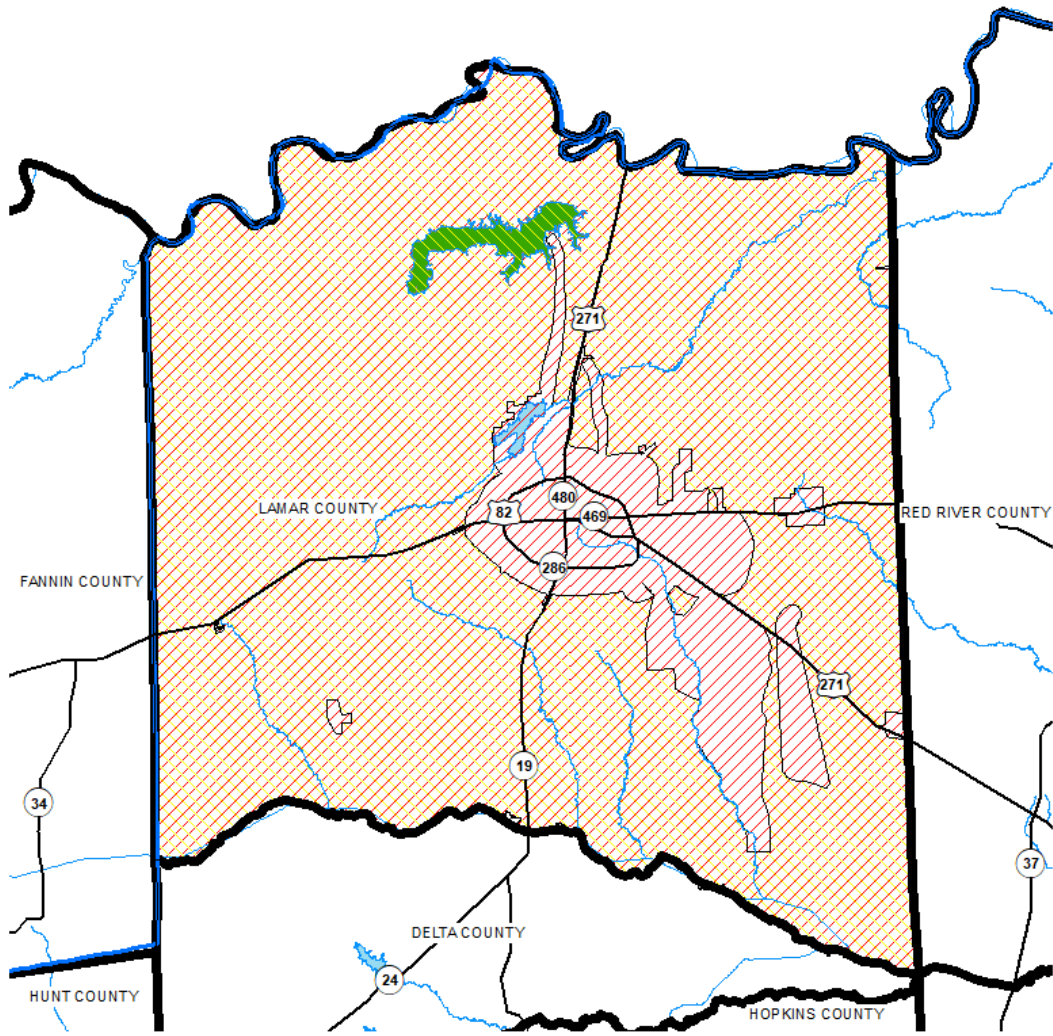 271
480
LAMAR COUNTY
82
469
RED RIVER COUNTY
286
FANNIN COUNTY
271
19
34
37
DELTA COUNTY
24
HUNT COUNTY
HOPKINS COUNTY